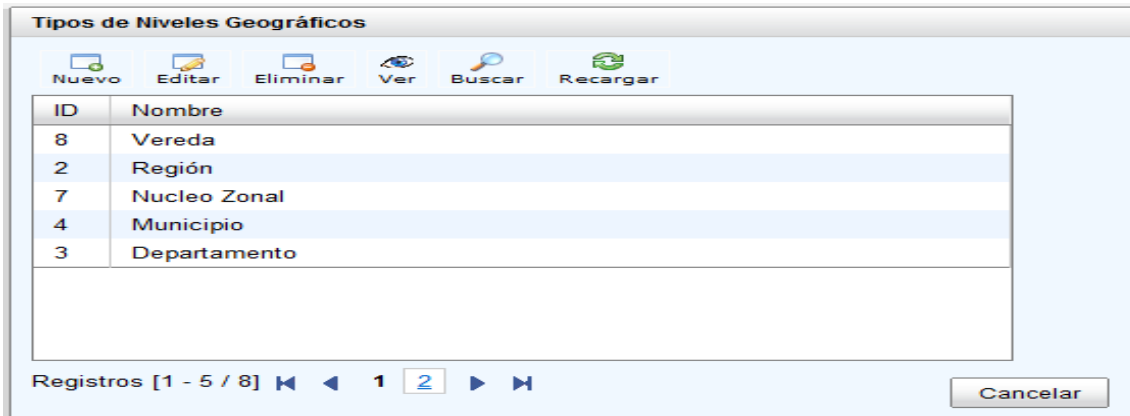 Tipos de Niveles Geográficos
Nuevo Editar Eliminar Ver Buscar Recargar
ID Nombre
8 Vereda
2 Región
7 Nucleo Zonal
4 Municipio
3 Departamento
Registros [1 - 5 / 8] 1 2
Cancelar